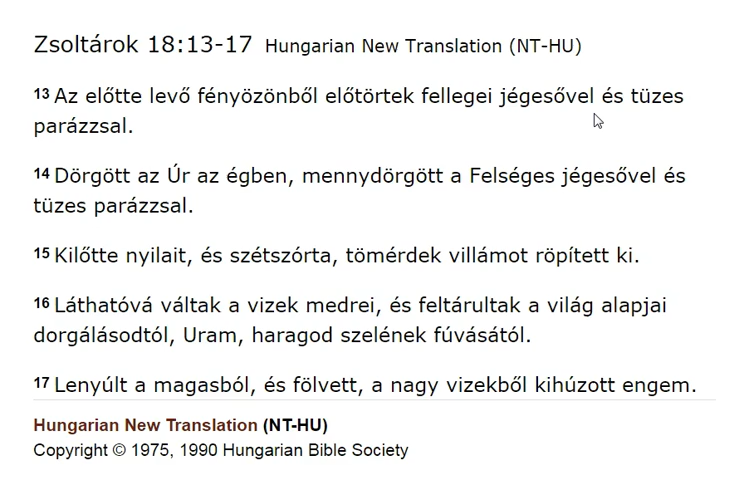 Zsoltárok 18:13-17 Hungarian New Translation (NT-HU)
13 Az előtte levő fényözönből előtörtek fellegei jégesővel és tüzes
parázzsal.
14 Dörgött az Úr az égben, mennydörgött a Felséges jégesővel és
tüzes parázzsal.
15 Kilőtte nyilait, és szétszórta, tömérdek villámot röpített ki.
16 Láthatóvá váltak a vizek medrei, és feltárultak a világ alapjai
dorgálásodtól, Uram, haragod szelének fúvásától.
17 Lenyúlt a magasból, és fölvett, a nagy vizekből kihúzott engem.
Hungarian New Translation (NT-HU)
Copyright © 1975, 1990 Hungarian Bible Society